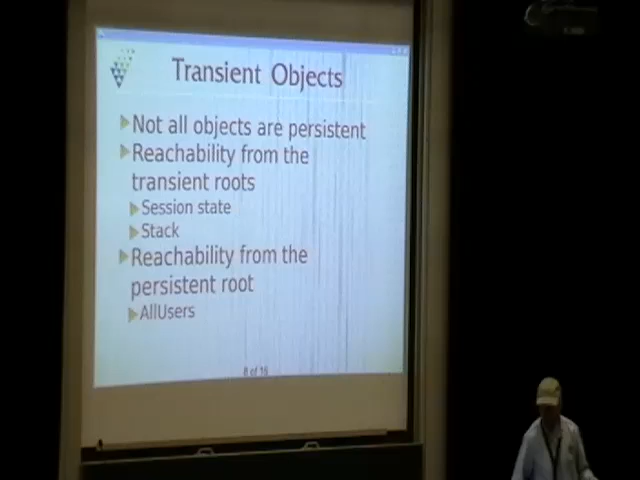 Transient Objects
Not all objects are persistent
Reachability from the
transient roots
Session state
Stack
Reachability from the
persistent root
AllUsers
8 of 16